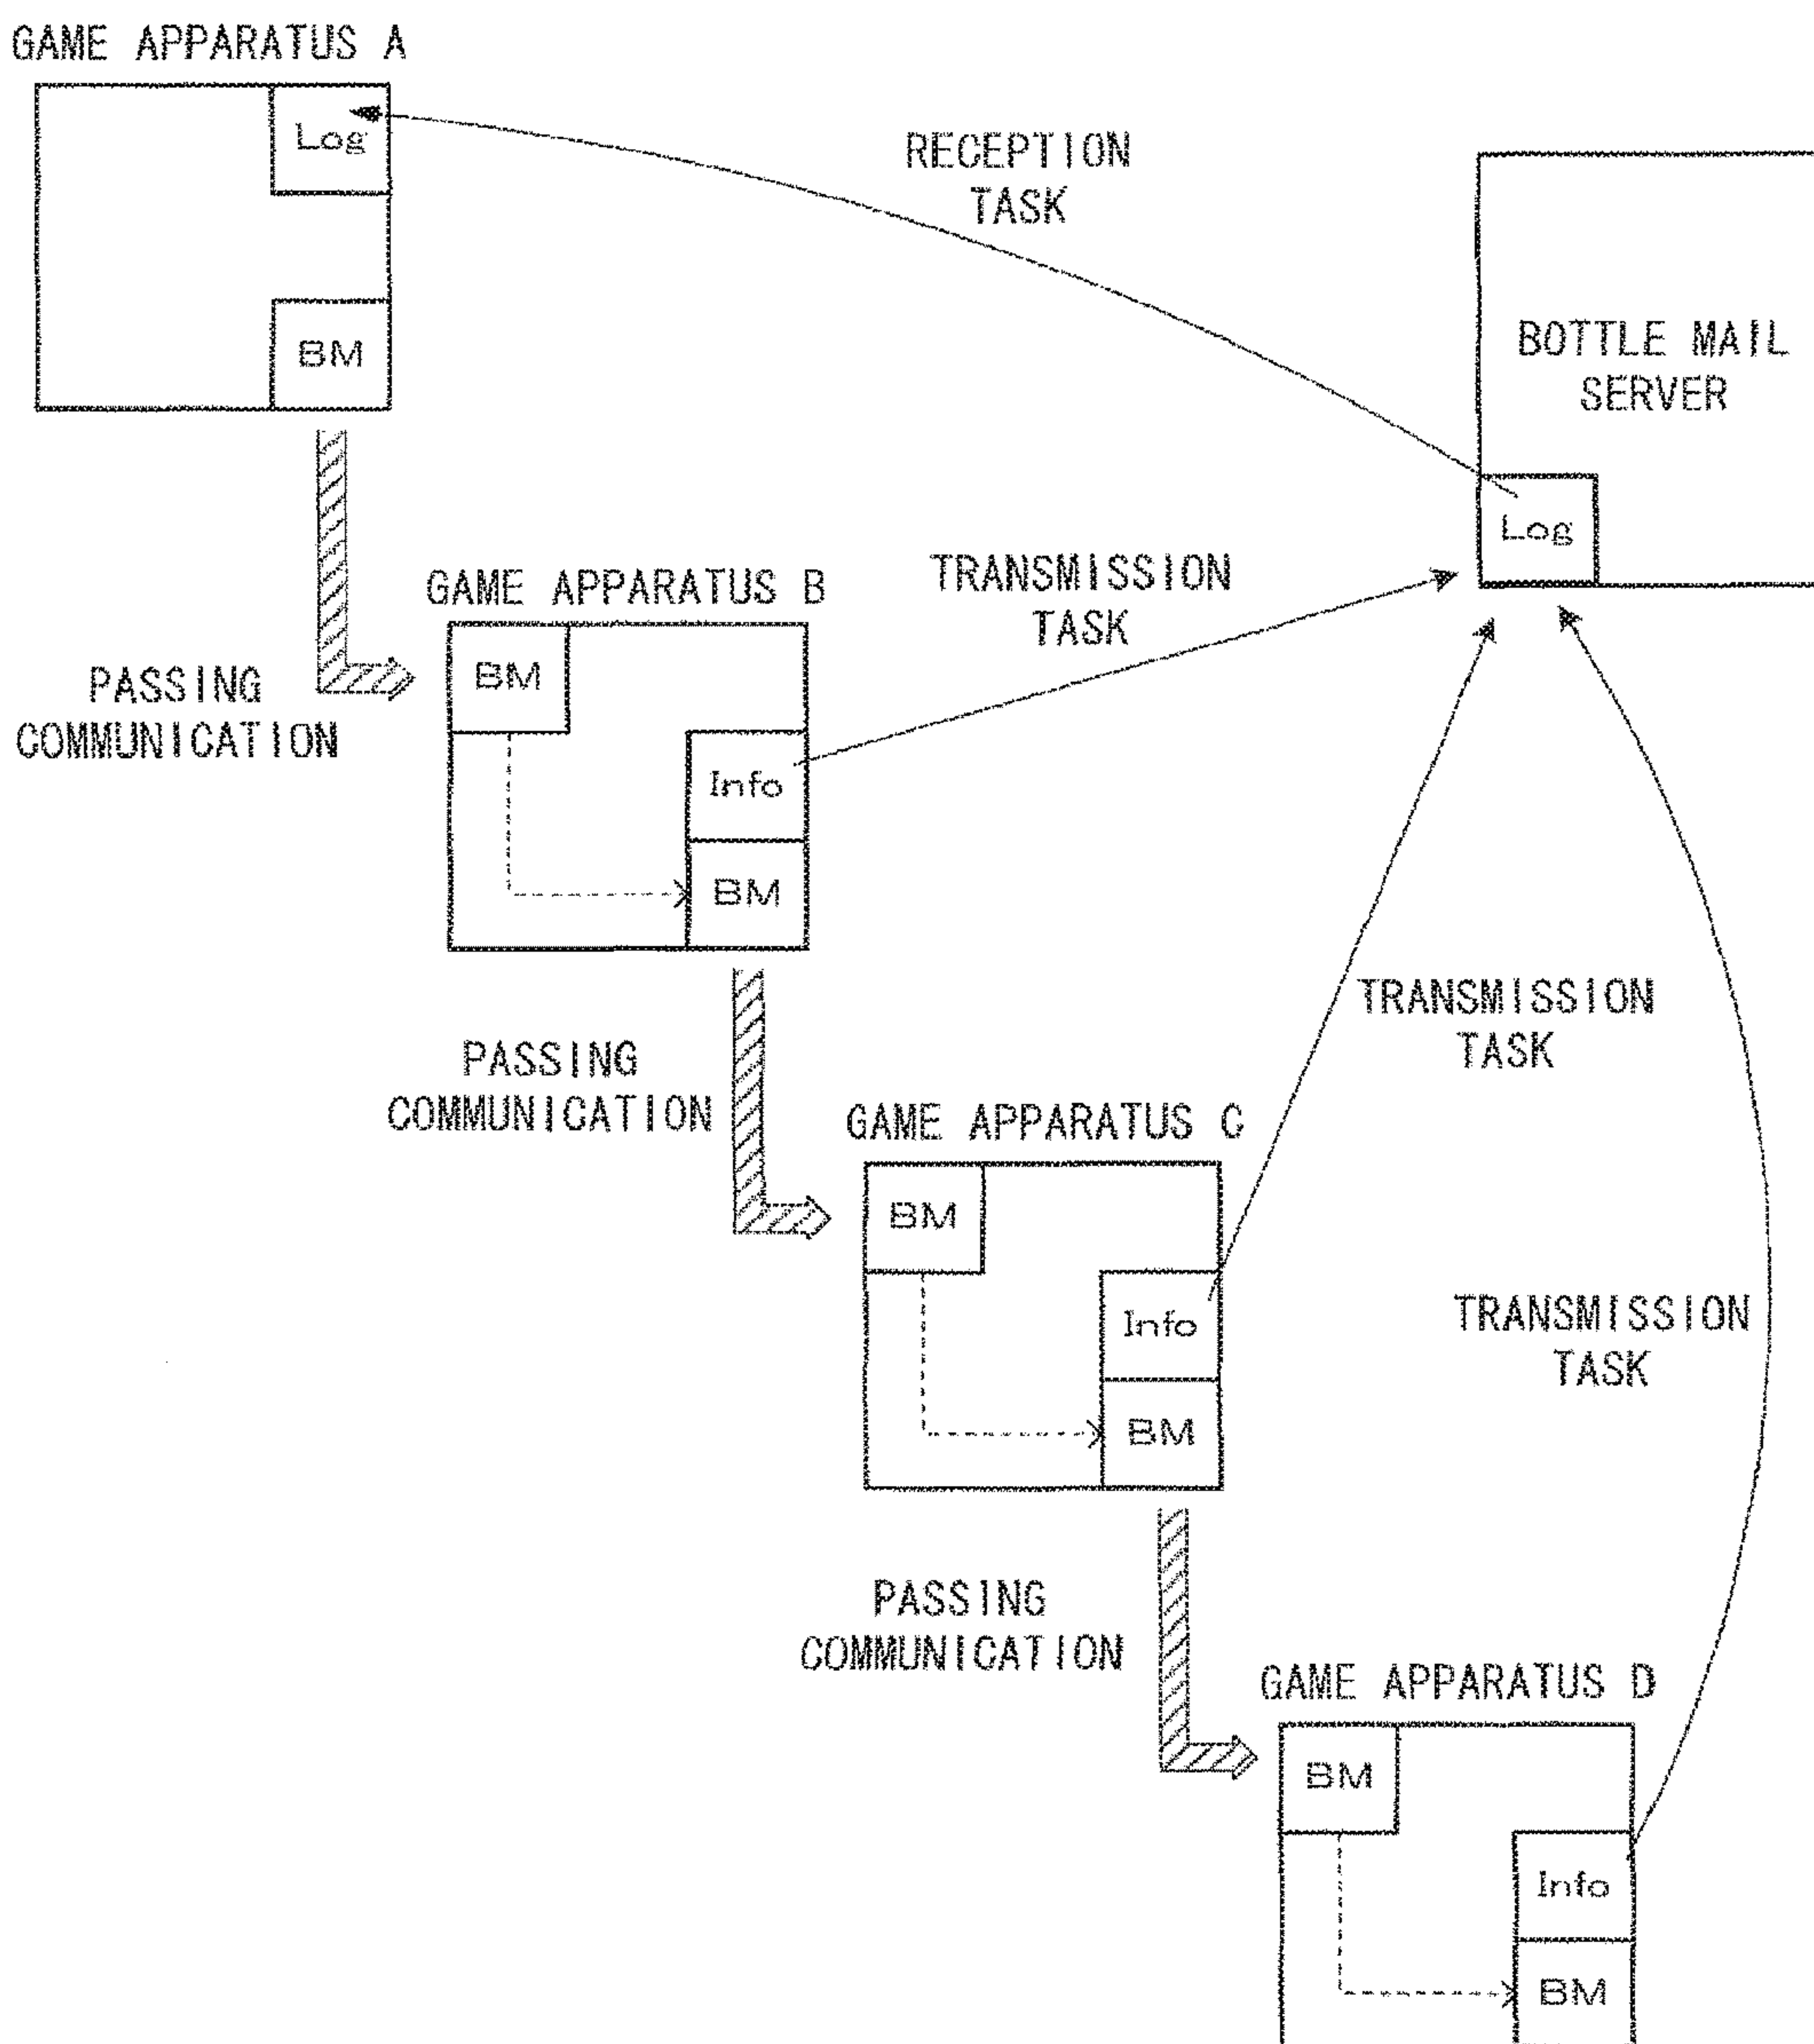 GAME APPARATUS A
Log
BM
RECEPTION
TASK
BOTTLE MAIL
SERVER
Log
PASSING
COMMUNICATION
GAME APPARATUS B
BM
Info
BM
TRANSMISSION
TASK
PASSING
COMMUNICATION
GAME APPARATUS C
BM
Info
BM
TRANSMISSION
TASK
PASSING
COMMUNICATION
GAME APPARATUS D
BM
Info
BM
TRANSMISSION
TASK